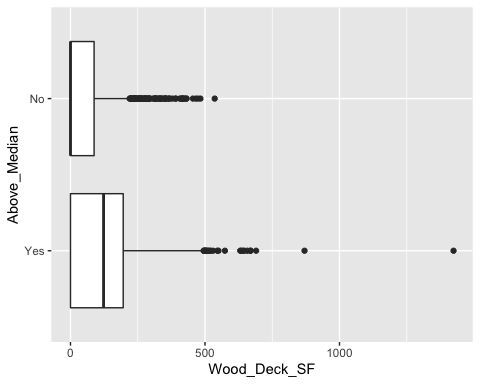 No
Yes
Above_Median
0
500
1000
Wood_Deck_SF